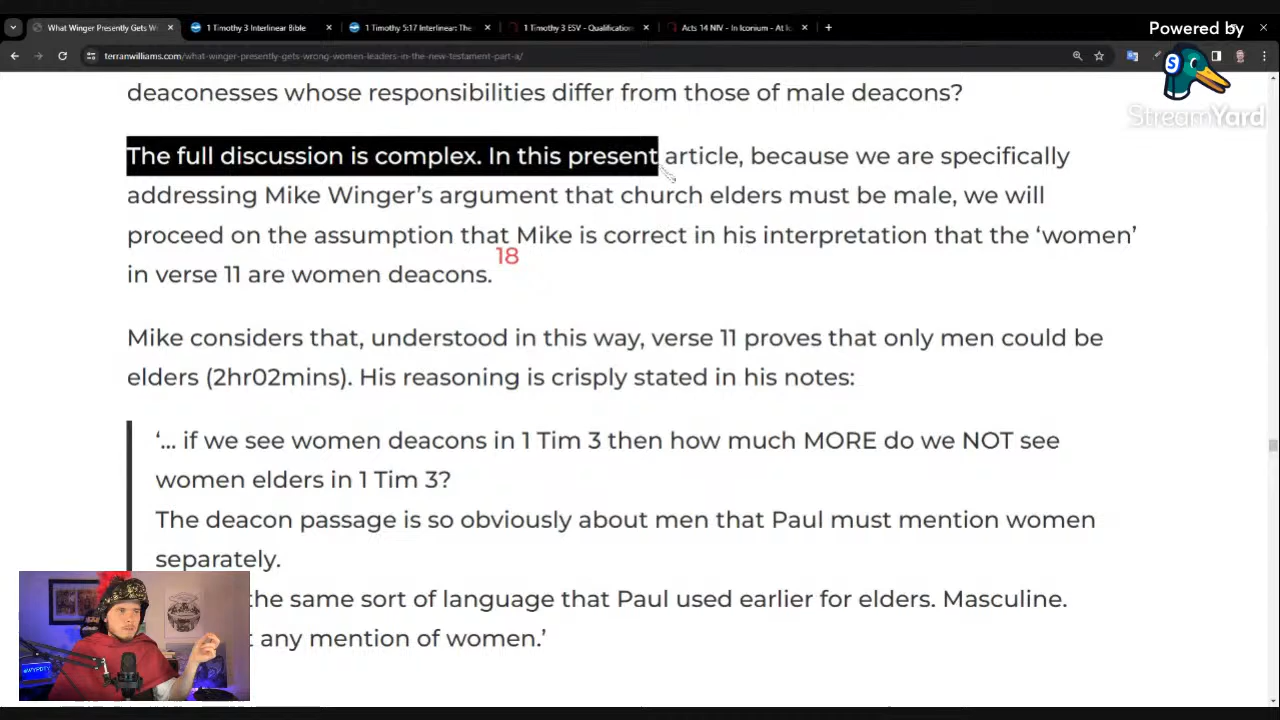 What Winger Presently Gets W
1 Timothy 3 Interlinear Bible
1 Timothy 5:17 Interlinear: The
1 Timothy 3 ESV - Qualification
Acts 14 NIV - In Iconium - At Ic
Powered by
StreamYard
terranwilliams.com/what-winger-presently-gets-wrong-women-leaders-in-the-new-testament-part-a/
deaconesses whose responsibilities differ from those of male deacons?
The full discussion is complex. In this present article, because we are specifically
addressing Mike Winger’s argument that church elders must be male, we will
proceed on the assumption that Mike is correct in his interpretation that the ‘women’
in verse 11 are women deacons.18
Mike considers that, understood in this way, verse 11 proves that only men could be
elders (2hr02mins). His reasoning is crisply stated in his notes:
‘… if we see women deacons in 1 Tim 3 then how much MORE do we NOT see
women elders in 1 Tim 3?
The deacon passage is so obviously about men that Paul must mention women
separately.
the same sort of language that Paul used earlier for elders. Masculine.
any mention of women.’